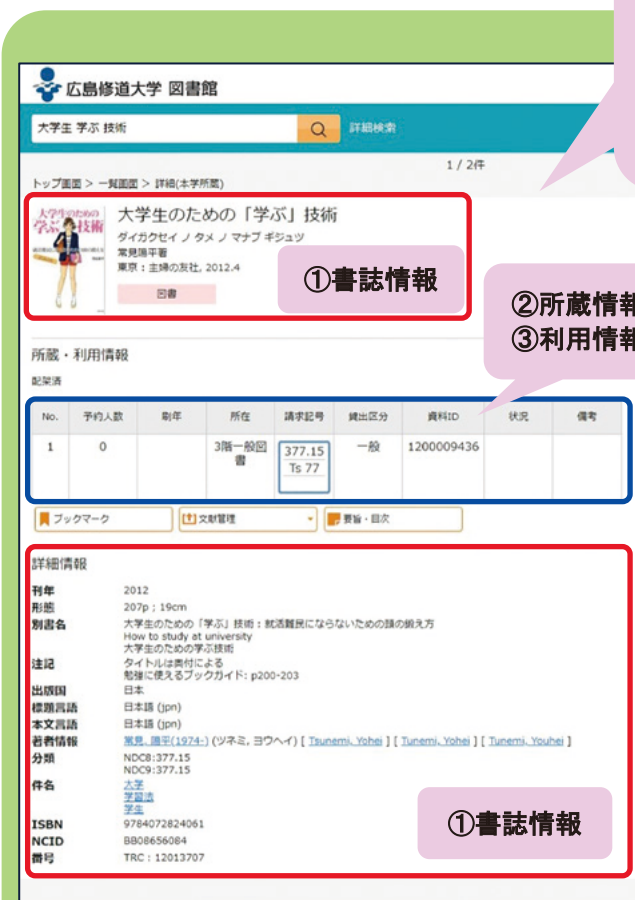 広島修道大学 図書館
大学生 学ぶ 技術
詳細検索
1 / 2件
トップ画面 > 一覧画面 > 詳細(本学所蔵)
大学生のための
学ぶ技術
大学生のための「学ぶ」技術
ダイガクセイ ノ タメ ノ マナブ ギジュツ
常見陽平著
東京 : 主婦の友社, 2012.4
図書
①書誌情報
②所蔵情報
③利用情報
所蔵・利用情報
配架済
No. 予約人数 刷年 所在 請求記号 貸出区分 資料ID 状況 備考
1 0 3階一般図書 377.15 Ts 77 一般 1200009436
ブックマーク 文献管理 要旨・目次
詳細情報
刊年 2012
形態 207p ; 19cm
別書名 大学生のための「学ぶ」技術 : 就活難民にならないための頭の鍛え方
How to study at university
大学生のための学ぶ技術
注記 タイトルは奥付による
勉強に使えるブックガイド: p200-203
出版国 日本
標題言語 日本語 (jpn)
本文言語 日本語 (jpn)
著者情報 常見, 陽平(1974-) (ツネミ, ヨウヘイ) [ Tsunemi, Yohei ] [ Tunemi, Yohei ] [ Tunemi, Youhei ]
分類 NDC8:377.15
NDC9:377.15
件名 大学
学習法
学生
ISBN 9784072824061
NCID BB08656084
番号 TRC : 12013707
①書誌情報